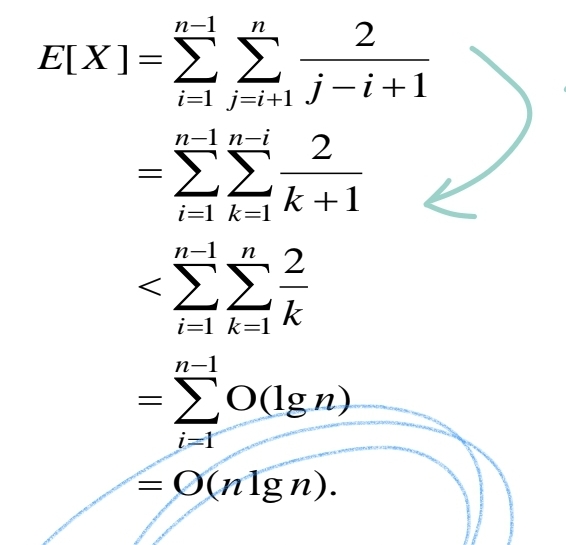 E[X] = \sum_{i=1}^{n-1} \sum_{j=i+1}^{n} \frac{2}{j-i+1}
= \sum_{i=1}^{n-1} \sum_{k=1}^{n-i} \frac{2}{k+1}
< \sum_{i=1}^{n-1} \sum_{k=1}^{n} \frac{2}{k}
= \sum_{i=1}^{n-1} O(lg n)
= O(n lg n).